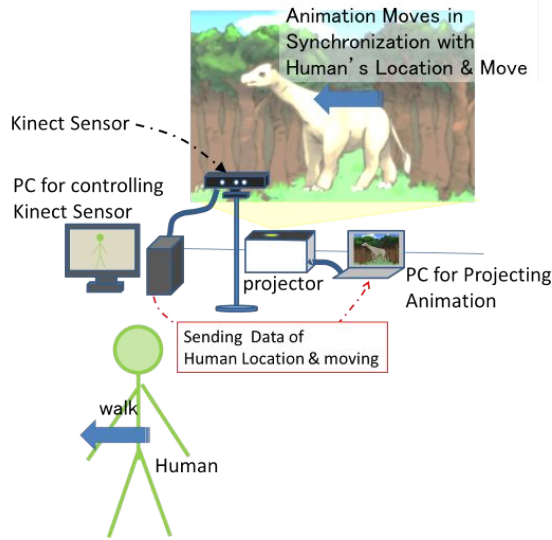 Animation Moves in
Synchronization with
Human's Location & Move
Kinect Sensor
PC for controlling
Kinect Sensor
projector
PC for Projecting
Animation
Sending Data of
Human Location & moving
walk
Human